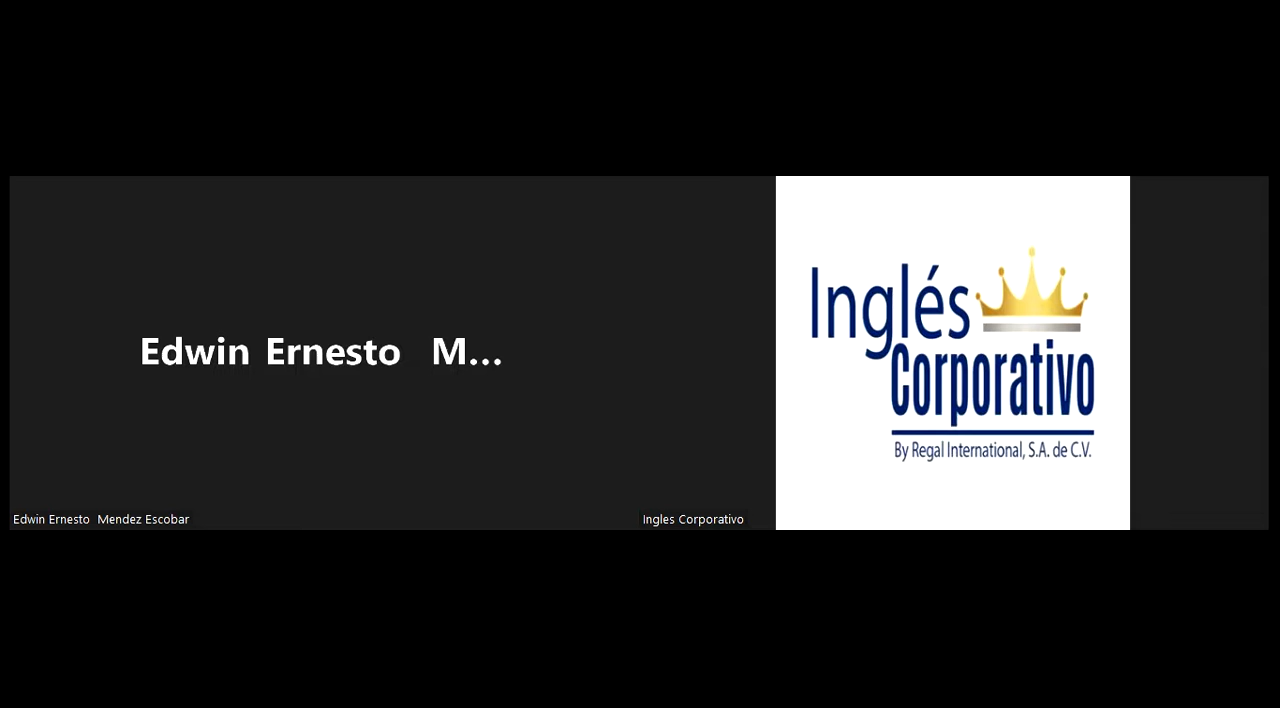 Edwin Ernesto M...
Edwin Ernesto Mendez Escobar
Inglés
Corporativo
By Regal International, S.A. de C.V.
Ingles Corporativo